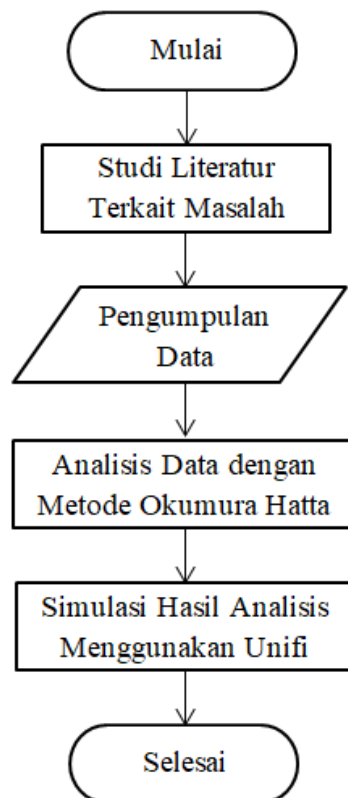 Mulai
Studi Literatur
Terkait Masalah
Pengumpulan
Data
Analisis Data dengan
Metode Okumura Hatta
Simulasi Hasil Analisis
Menggunakan Unifi
Selesai